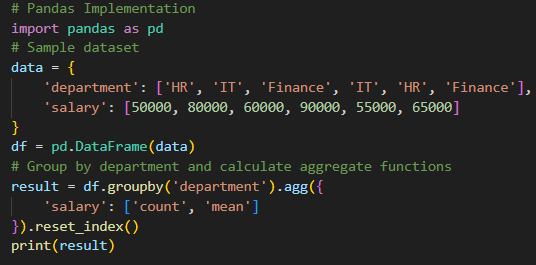 # Pandas Implementation
import pandas as pd
# Sample dataset
data = {
    'department': ['HR', 'IT', 'Finance', 'IT', 'HR', 'Finance'],
    'salary': [50000, 80000, 60000, 90000, 55000, 65000]
}
df = pd.DataFrame(data)
# Group by department and calculate aggregate functions
result = df.groupby('department').agg({
    'salary': ['count', 'mean']
}).reset_index()
print(result)